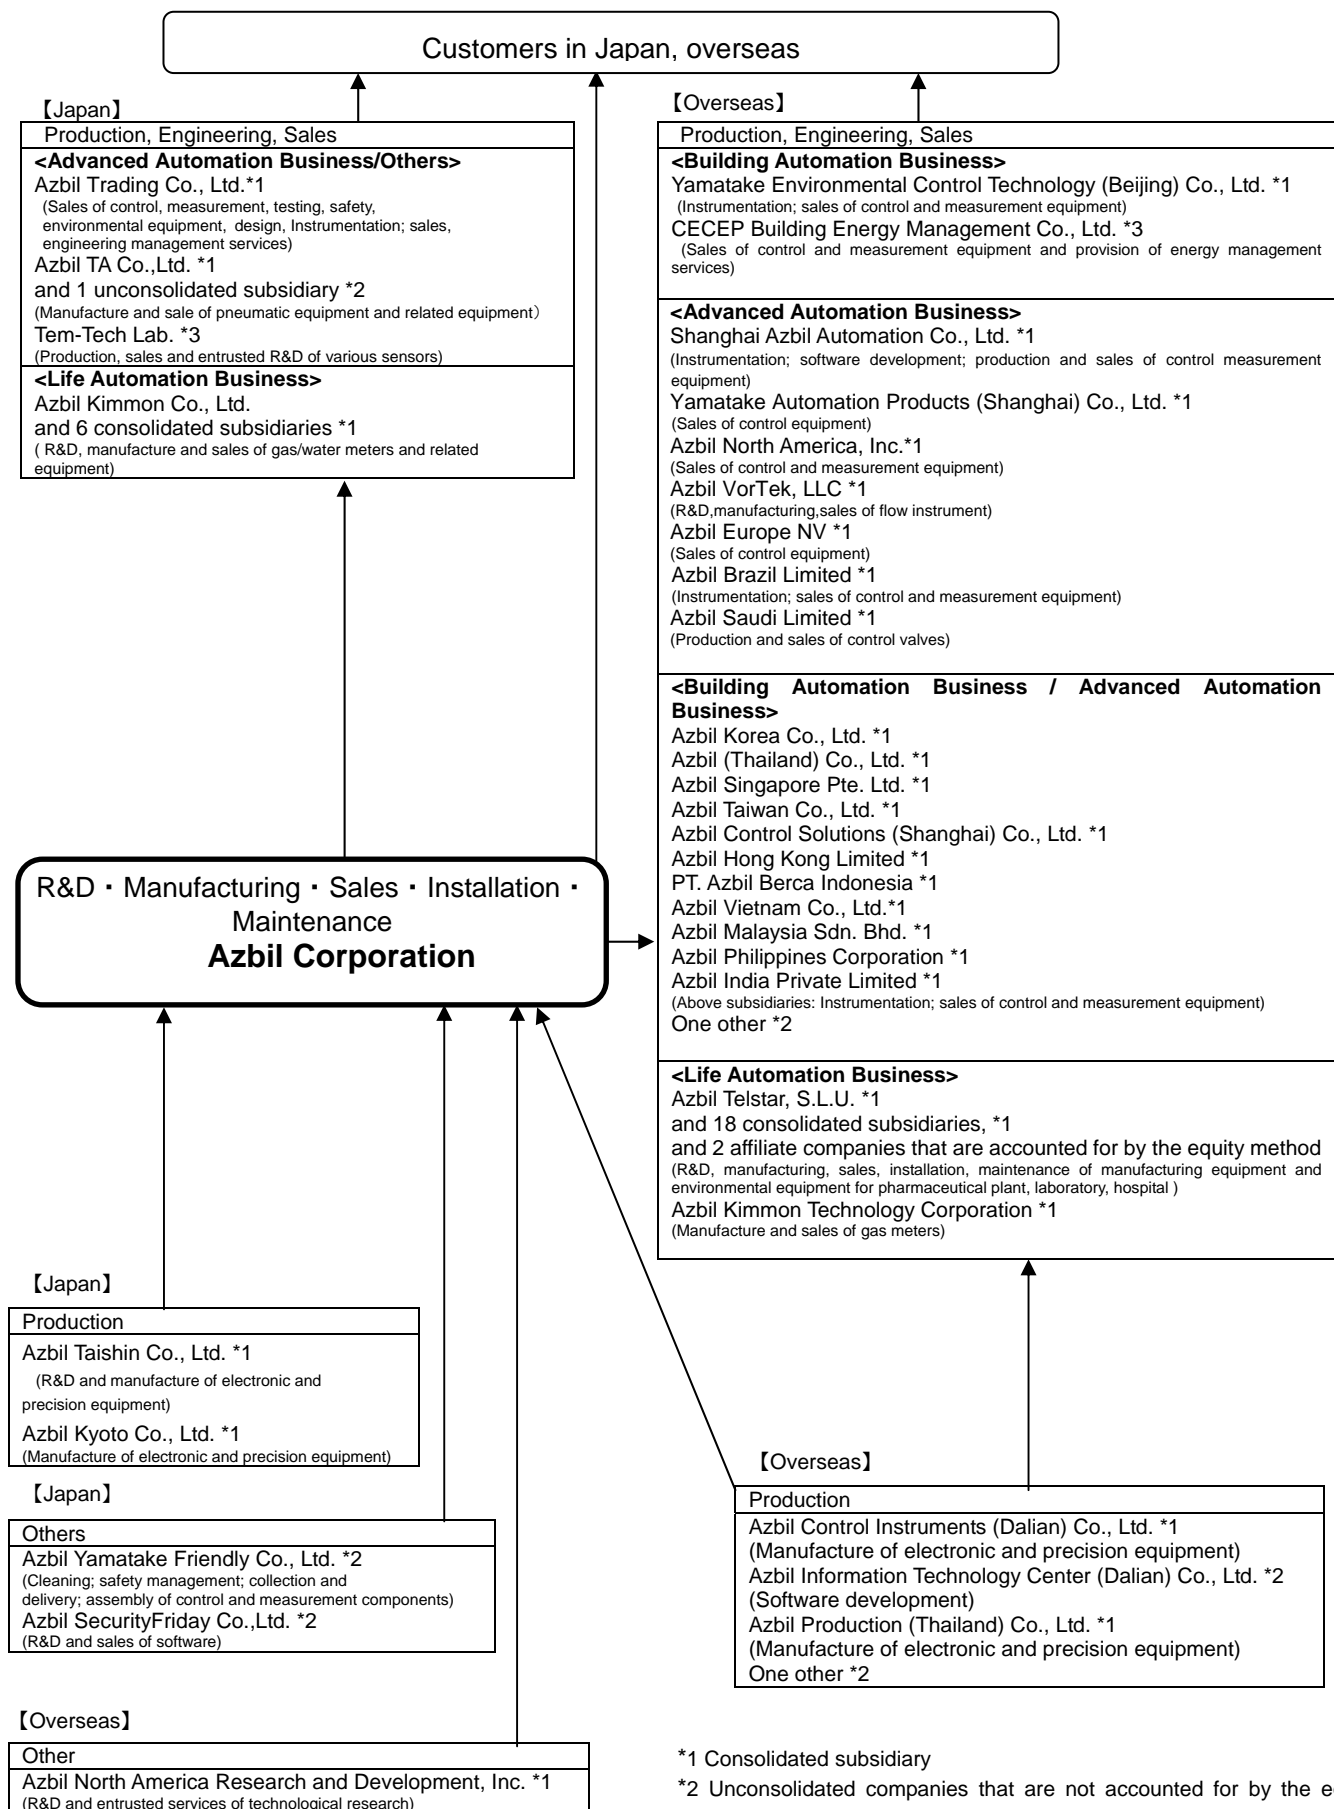 Customers in Japan, overseas
【Japan】
Production, Engineering, Sales
<Advanced Automation Business/Others>
Azbil Trading Co., Ltd.*1
(Sales of control, measurement, testing, safety,
environmental equipment, design, Instrumentation; sales,
engineering management services)
Azbil TA Co.,Ltd. *1
and 1 unconsolidated subsidiary *2
(Manufacture and sale of pneumatic equipment and related equipment）
Tem-Tech Lab. *3
(Production, sales and entrusted R&D of various sensors)
<Life Automation Business>
Azbil Kimmon Co., Ltd.
and 6 consolidated subsidiaries *1
( R&D, manufacture and sales of gas/water meters and related
equipment)
【Overseas】
Production, Engineering, Sales
<Building Automation Business>
Yamatake Environmental Control Technology (Beijing) Co., Ltd. *1
(Instrumentation; sales of control and measurement equipment)
CECEP Building Energy Management Co., Ltd. *3
(Sales of control and measurement equipment and provision of energy management
services)
<Advanced Automation Business>
Shanghai Azbil Automation Co., Ltd. *1
(Instrumentation; software development; production and sales of control measurement
equipment)
Yamatake Automation Products (Shanghai) Co., Ltd. *1
(Sales of control equipment)
Azbil North America, Inc.*1
(Sales of control and measurement equipment)
Azbil VorTek, LLC *1
(R&D,manufacturing,sales of flow instrument)
Azbil Europe NV *1
(Sales of control equipment)
Azbil Brazil Limited *1
(Instrumentation; sales of control and measurement equipment)
Azbil Saudi Limited *1
(Production and sales of control valves)
<Building Automation Business / Advanced Automation
Business>
Azbil Korea Co., Ltd. *1
Azbil (Thailand) Co., Ltd. *1
Azbil Singapore Pte. Ltd. *1
Azbil Taiwan Co., Ltd. *1
Azbil Control Solutions (Shanghai) Co., Ltd. *1
Azbil Hong Kong Limited *1
PT. Azbil Berca Indonesia *1
Azbil Vietnam Co., Ltd.*1
Azbil Malaysia Sdn. Bhd. *1
Azbil Philippines Corporation *1
Azbil India Private Limited *1
(Above subsidiaries: Instrumentation; sales of control and measurement equipment)
One other *2
<Life Automation Business>
Azbil Telstar, S.L.U. *1
and 18 consolidated subsidiaries, *1
and 2 affiliate companies that are accounted for by the equity method
(R&D, manufacturing, sales, installation, maintenance of manufacturing equipment and
environmental equipment for pharmaceutical plant, laboratory, hospital )
Azbil Kimmon Technology Corporation *1
(Manufacture and sales of gas meters)
R&D・Manufacturing・Sales・Installation・
Maintenance
Azbil Corporation
【Japan】
Production
Azbil Taishin Co., Ltd. *1
(R&D and manufacture of electronic and
precision equipment)
Azbil Kyoto Co., Ltd. *1
(Manufacture of electronic and precision equipment)
【Japan】
Others
Azbil Yamatake Friendly Co., Ltd. *2
(Cleaning; safety management; collection and
delivery; assembly of control and measurement components)
Azbil SecurityFriday Co.,Ltd. *2
(R&D and sales of software)
【Overseas】
Production
Azbil Control Instruments (Dalian) Co., Ltd. *1
(Manufacture of electronic and precision equipment)
Azbil Information Technology Center (Dalian) Co., Ltd. *2
(Software development)
Azbil Production (Thailand) Co., Ltd. *1
(Manufacture of electronic and precision equipment)
One other *2
【Overseas】
Other
Azbil North America Research and Development, Inc. *1
(R&D and entrusted services of technological research)
*1 Consolidated subsidiary
*2 Unconsolidated companies that are not accounted for by the